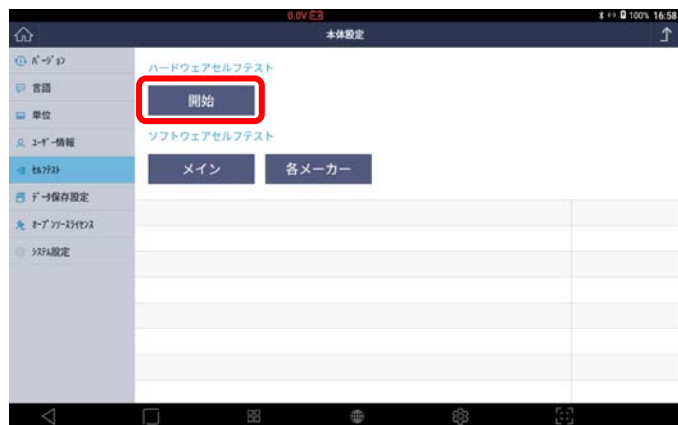 0.0V
100% 16:58
本体設定
ﾊﾞｰｼﾞｮﾝ
言語
単位
ﾕｰｻﾞｰ情報
ｾﾙﾌﾃｽﾄ
ﾃﾞｰﾀ保存設定
ｵｰﾌﾟﾝｿｰｽﾗｲｾﾝｽ
ｼｽﾃﾑ設定
ハードウェアセルフテスト
開始
ソフトウェアセルフテスト
メイン
各メーカー